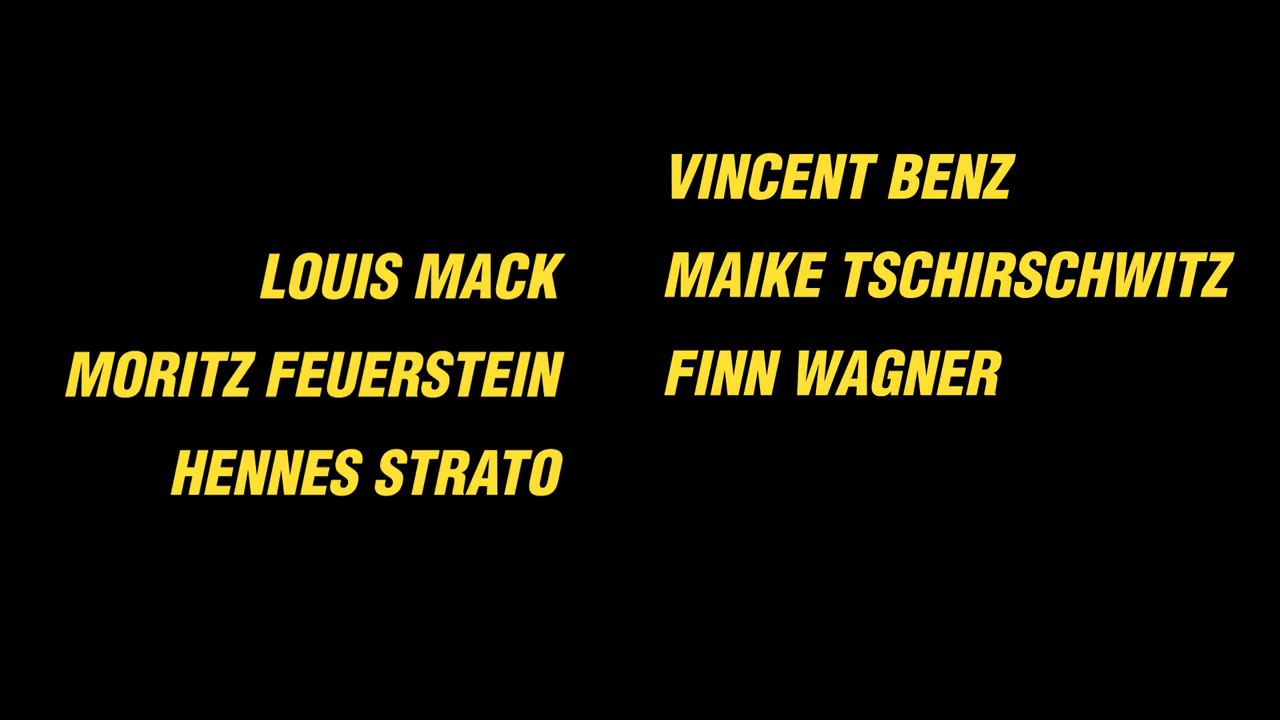 LOUIS MACK
MORITZ FEUERSTEIN
HENNES STRATO
VINCENT BENZ
MAIKE TSCHIRSCHWITZ
FINN WAGNER